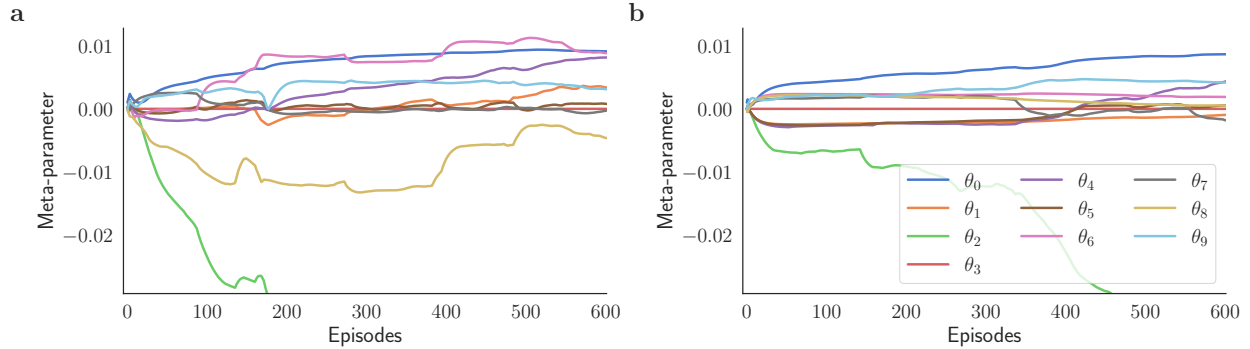 a
Meta-parameter
0.01
0.00
−0.01
−0.02
0 100 200 300 400 500 600
Episodes
b
Meta-parameter
0.01
0.00
−0.01
−0.02
θ0 θ4 θ7
θ1 θ5 θ8
θ2 θ6 θ9
θ3
0 100 200 300 400 500 600
Episodes